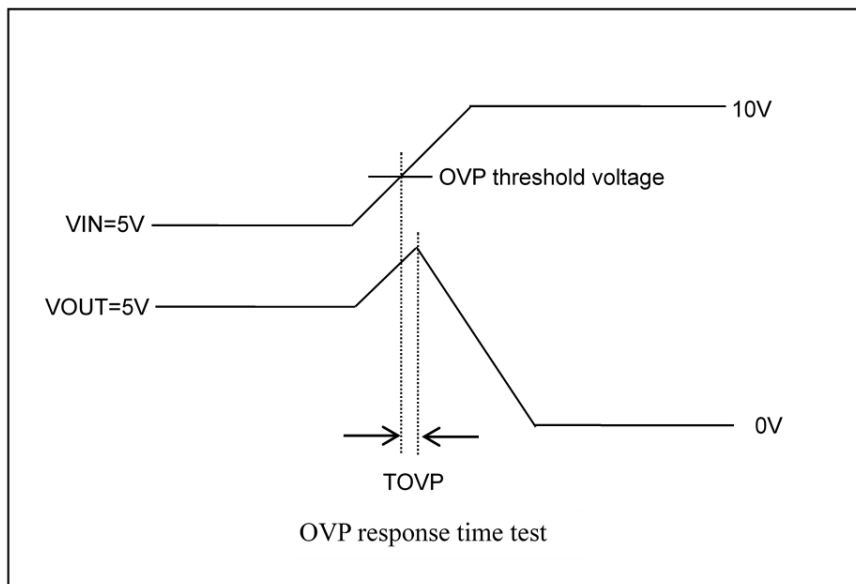 10V
OVP threshold voltage
VIN=5V
VOUT=5V
0V
TOVP
OVP response time test